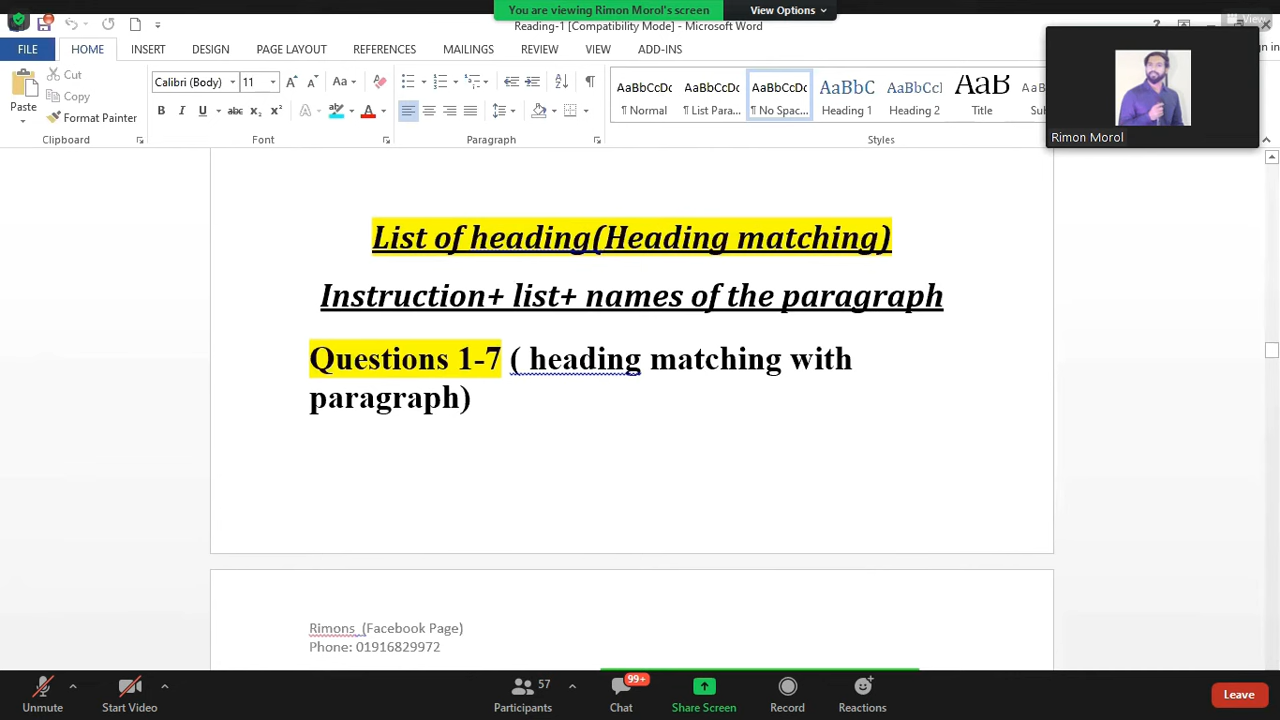 You are viewing Rimon Morol's screen
View Options
Reading-1 [Compatibility Mode] - Microsoft Word
?
View
FILE HOME INSERT DESIGN PAGE LAYOUT REFERENCES MAILINGS REVIEW VIEW ADD-INS
Paste
Cut
Copy
Format Painter
Clipboard
Calibri (Body) 11
Font
Paragraph
AaBbCcDc AaBbCcDc AaBbCcDc AaBbC AaBbCcI AaB
¶ Normal ¶ List Para... ¶ No Spac... Heading 1 Heading 2 Title
Styles
Rimon Morol
List of heading(Heading matching)
Instruction+ list+ names of the paragraph
Questions 1-7 ( heading matching with
paragraph)
Rimons (Facebook Page)
Phone: 01916829972
Unmute
Start Video
57
Participants
99+
Chat
Share Screen
Record
Reactions
Leave